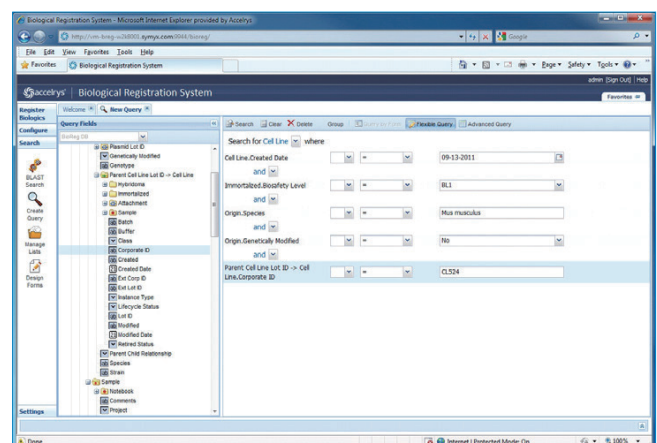 Biological Registration System - Microsoft Internet Explorer provided by Accelrys
File Edit View Favorites Tools Help
Favorites Biological Registration System
Page Safety Tools
admin [Sign Out] Help
accelrys Biological Registration System
Favorites
Register Biologics
Configure
Search
BLAST Search
Create Query
Manage Lists
Design Forms
Settings
Welcome New Query
Query Fields
BioReg DB
Plasmid Lot ID
Genetically Modified
Genotype
Parent Cell Line Lot ID -> Cell Line
Hybridoma
Immortalized
Attachment
Sample
Batch
Buffer
Class
Corporate ID
Created
Created Date
Ext Corp ID
Ext Lot ID
Instance Type
Lifecycle Status
Lot ID
Modified
Modified Date
Retired Status
Parent Child Relationship
Species
Strain
Sample
Notebook
Comments
Project
Search Clear Delete Group Flexible Query Advanced Query
Search for Cell Line where
Cell Line.Created Date = 09-13-2011
and
Immortalized.Biosafety Level = BL1
and
Origin.Species = Mus musculus
and
Origin.Genetically Modified = No
and
Parent Cell Line Lot ID -> Cell = CL524
Line.Corporate ID
Done Internet | Protected Mode: On 100%